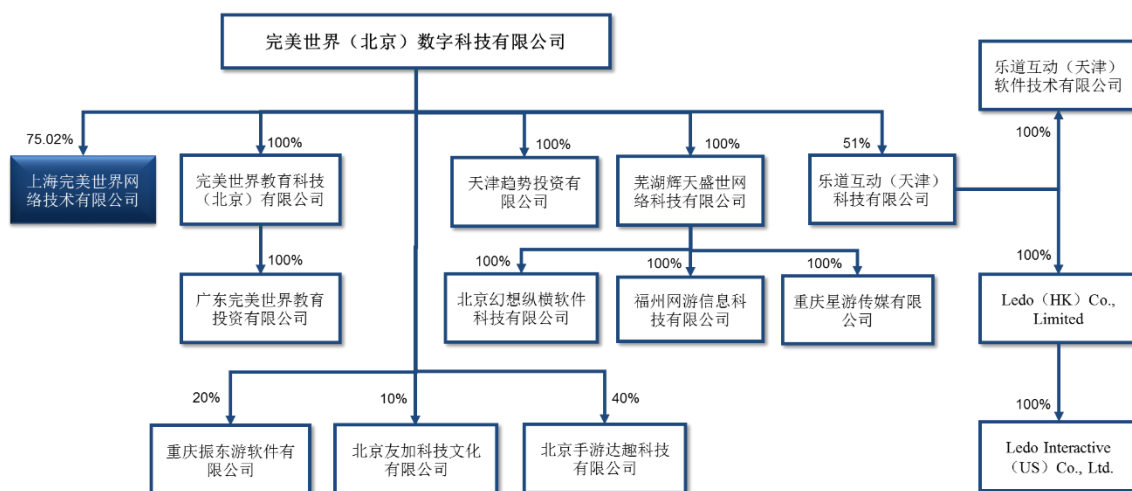 完美世界（北京）数字科技有限公司
乐道互动（天津）
软件技术有限公司
75.02%
100%
100%
100%
51%
100%
上海完美世界网
络技术有限公司
完美世界教育科技
（北京）有限公司
天津趋势投资有
限公司
芜湖辉天盛世网
络科技有限公司
乐道互动（天津）
科技有限公司
100%
100%
100%
100%
100%
广东完美世界教育
投资有限公司
北京幻想纵横软件
科技有限公司
福州网游信息科
技有限公司
重庆星游传媒有限
公司
Ledo（HK）Co.,
Limited
20%
10%
40%
100%
重庆振东游软件有
限公司
北京友加科技文化
有限公司
北京手游达趣科技
有限公司
Ledo Interactive
（US）Co., Ltd.